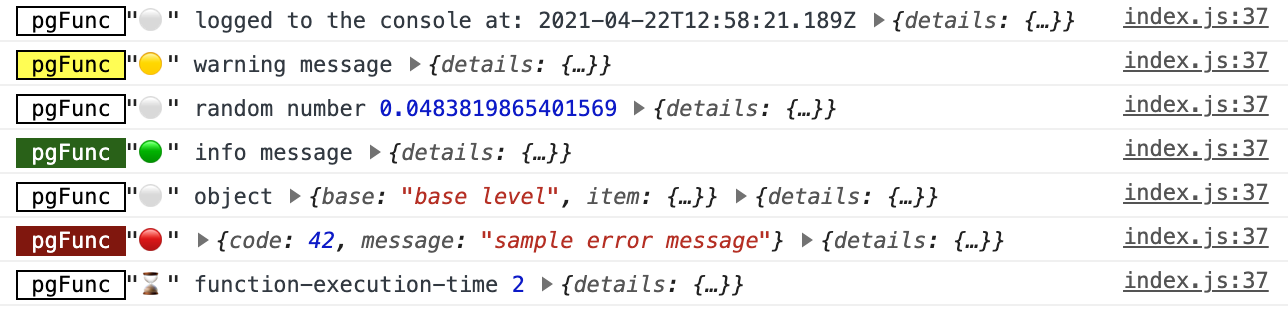 pgFunc "⚪ " logged to the console at: 2021-04-22T12:58:21.189Z ▶{details: {…}} index.js:37
pgFunc "🟡 " warning message ▶{details: {…}} index.js:37
pgFunc "⚪ " random number 0.0483819865401569 ▶{details: {…}} index.js:37
pgFunc "🟢 " info message ▶{details: {…}} index.js:37
pgFunc "⚪ " object ▶{base: "base level", item: {…}} ▶{details: {…}} index.js:37
pgFunc "🔴 " ▶{code: 42, message: "sample error message"} ▶{details: {…}} index.js:37
pgFunc "⌛ " function-execution-time 2 ▶{details: {…}} index.js:37